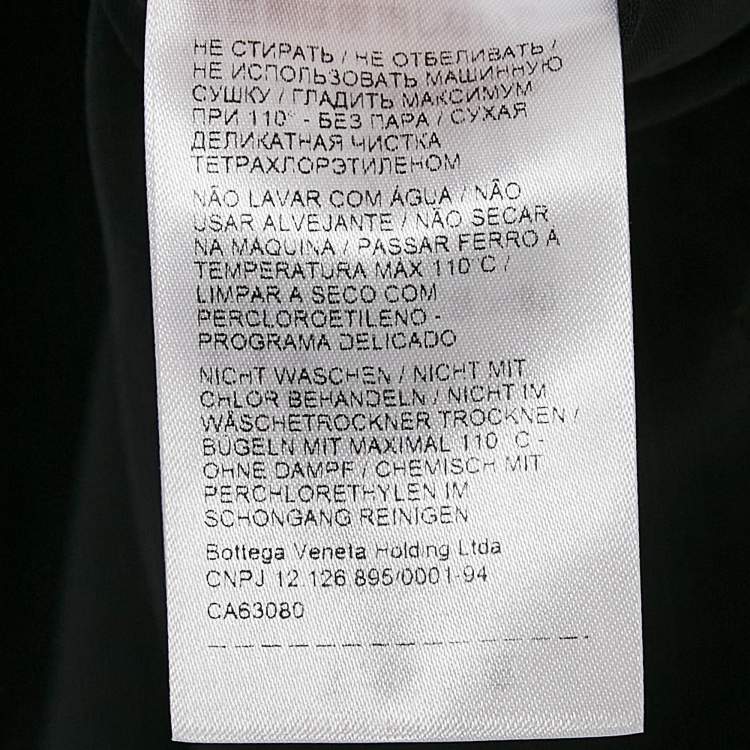 НЕ СТИРАТЬ / НЕ ОТБЕЛИВАТЬ /
НЕ ИСПОЛЬЗОВАТЬ МАШИННУЮ
СУШКУ / ГЛАДИТЬ МАКСИМУМ
ПРИ 110° - БЕЗ ПАРА / СУХАЯ
ДЕЛИКАТНАЯ ЧИСТКА
ТЕТРАХЛОРЭТИЛЕНОМ
NÃO LAVAR COM ÁGUA / NÃO
USAR ALVEJANTE / NÃO SECAR
NA MAQUINA / PASSAR FERRO A
TEMPERATURA MAX 110°C /
LIMPAR A SECO COM
PERCLOROETILENO -
PROGRAMA DELICADO
NICHT WASCHEN / NICHT MIT
CHLOR BEHANDELN / NICHT IM
WÄSCHETROCKNER TROCKNEN /
BÜGELN MIT MAXIMAL 110°C -
OHNE DAMPF / CHEMISCH MIT
PERCHLORETHYLEN IM
SCHONGANG REINIGEN
Bottega Veneta Holding Ltda
CNPJ 12 126 895/0001-94
CA63080